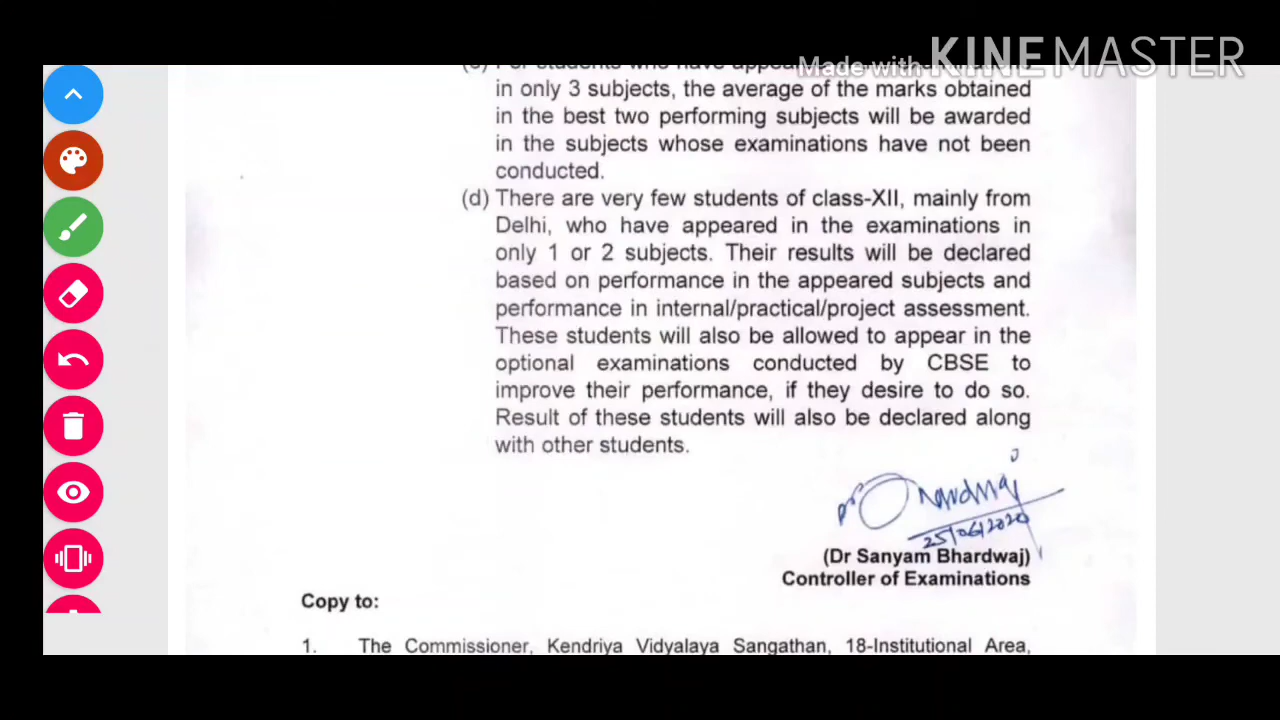 Made with KINEMASTER
in only 3 subjects, the average of the marks obtained
in the best two performing subjects will be awarded
in the subjects whose examinations have not been
conducted.
(d) There are very few students of class-XII, mainly from
Delhi, who have appeared in the examinations in
only 1 or 2 subjects. Their results will be declared
based on performance in the appeared subjects and
performance in internal/practical/project assessment.
These students will also be allowed to appear in the
optional examinations conducted by CBSE to
improve their performance, if they desire to do so.
Result of these students will also be declared along
with other students.
25/06/2020
(Dr Sanyam Bhardwaj)
Controller of Examinations
Copy to:
1. The Commissioner, Kendriya Vidyalaya Sangathan, 18-Institutional Area,